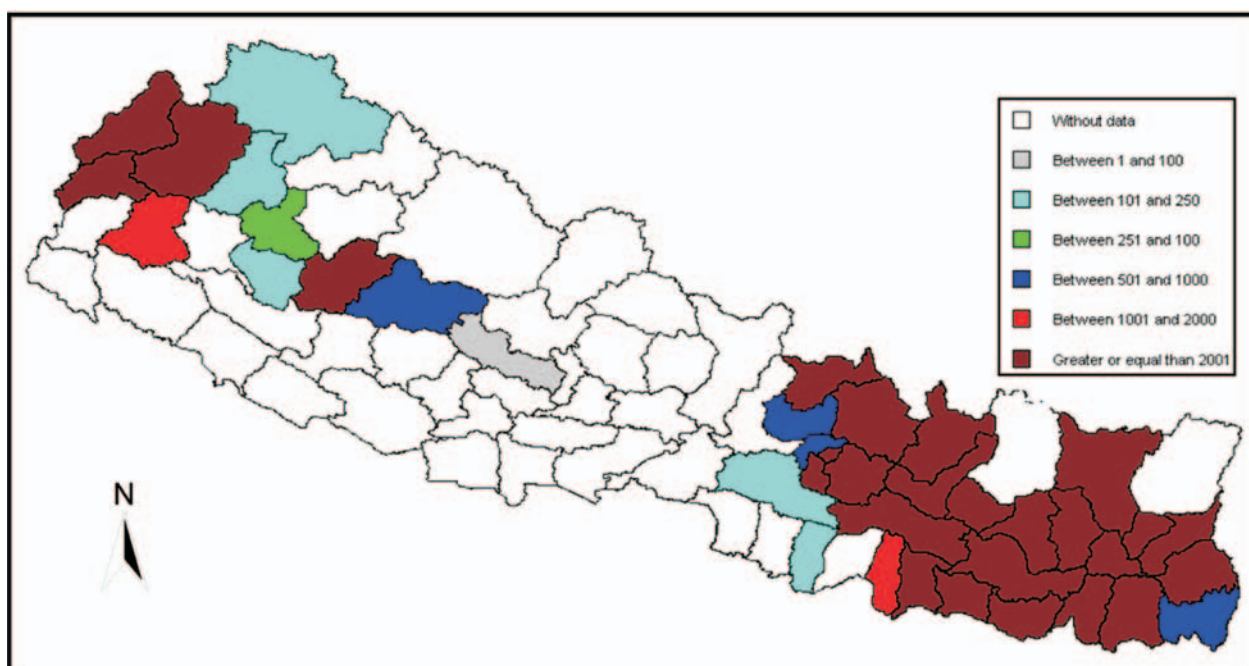 Without data
Between 1 and 100
Between 101 and 250
Between 251 and 100
Between 501 and 1000
Between 1001 and 2000
Greater or equal than 2001
N